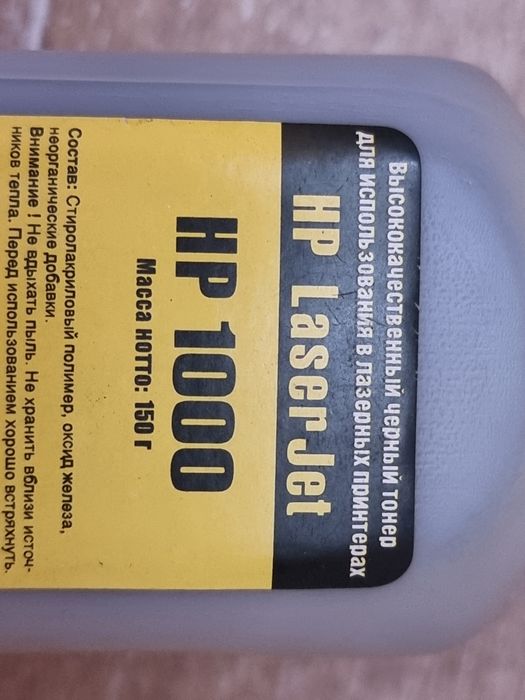 Высококачественный черный тонер
для использования в лазерных принтерах
HP LaserJet
HP 1000
Масса нотто: 150 г
Состав: Стиролакриловый полимер, оксид железа,
неорганические добавки.
Внимание ! Не вдыхать пыль. Не хранить вблизи источ-
ников тепла. Перед использованием хорошо встряхнуть.